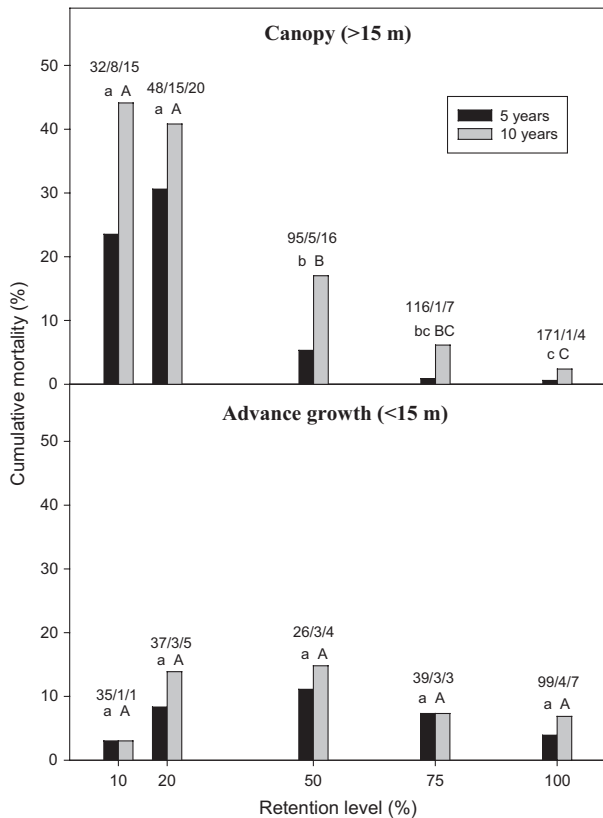 Canopy (>15 m)
5 years
10 years
32/8/15
a A
48/15/20
a A
95/5/16
b B
116/1/7
bc BC
171/1/4
c C
50
40
30
20
10
0
Cumulative mortality (%)
Advance growth (<15 m)
35/1/1
a A
37/3/5
a A
26/3/4
a A
39/3/3
a A
99/4/7
a A
50
40
30
20
10
0
10 20 50 75 100
Retention level (%)